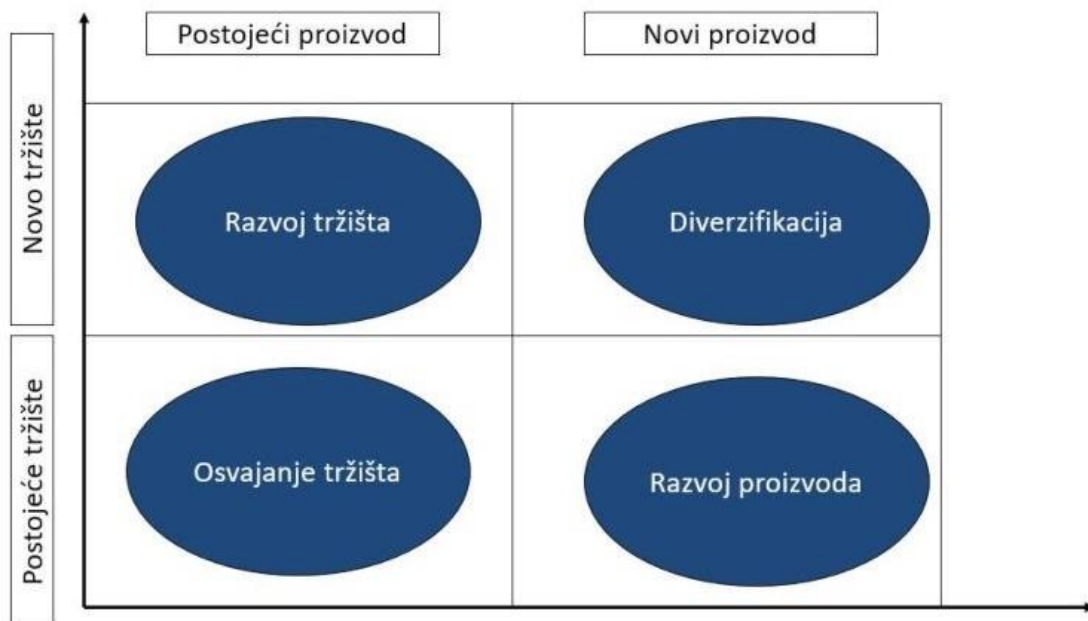 Postojeći proizvod
Novi proizvod
Novo tržište
Razvoj tržišta
Diverzifikacija
Postojeće tržište
Osvajanje tržišta
Razvoj proizvoda